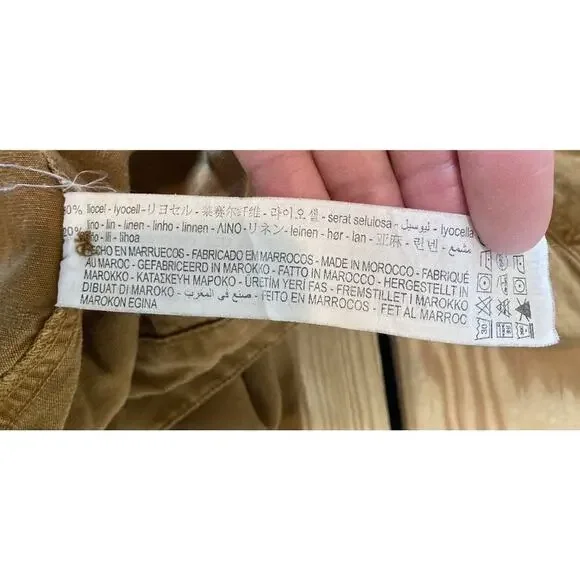 liocel - lyocell - リヨセル - 莱赛尔纤维 - 라이오셀 - serat selulosa - ليوسيل - lyocella
20% lino - lin - linen - linho - linnen - ΛΙΝΟ - リネン - leinen - hør - lan - 亚麻 - 린넨 - مشمع
- lli - lihoa
HECHO EN MARRUECOS - FABRICADO EM MARROCOS - MADE IN MOROCCO - FABRIQUÉ
AU MAROC - GEFABRICEERD IN MAROKKO - FATTO IN MAROCCO - HERGESTELLT IN
MAROKKO - ΚΑΤΑΣΚΕΥΗ ΜΑΡΟΚΟ - ÜRETİM YERİ FAS - FREMSTILLET I MAROKKO
DIBUAT DI MAROKO - صنع في المغرب - FEITO EN MARROCOS - FET AL MARROC
MAROKON EGINA
30